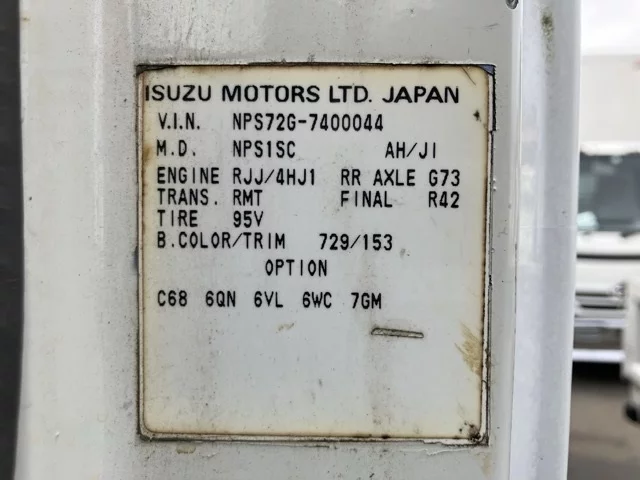 ISUZU MOTORS LTD. JAPAN
V.I.N. NPS72G-7400044
M.D. NPS1SC AH/JI
ENGINE RJJ/4HJ1 RR AXLE G73
TRANS. RMT FINAL R42
TIRE 95V
B.COLOR/TRIM 729/153
OPTION
C68 6QN 6VL 6WC 7GM